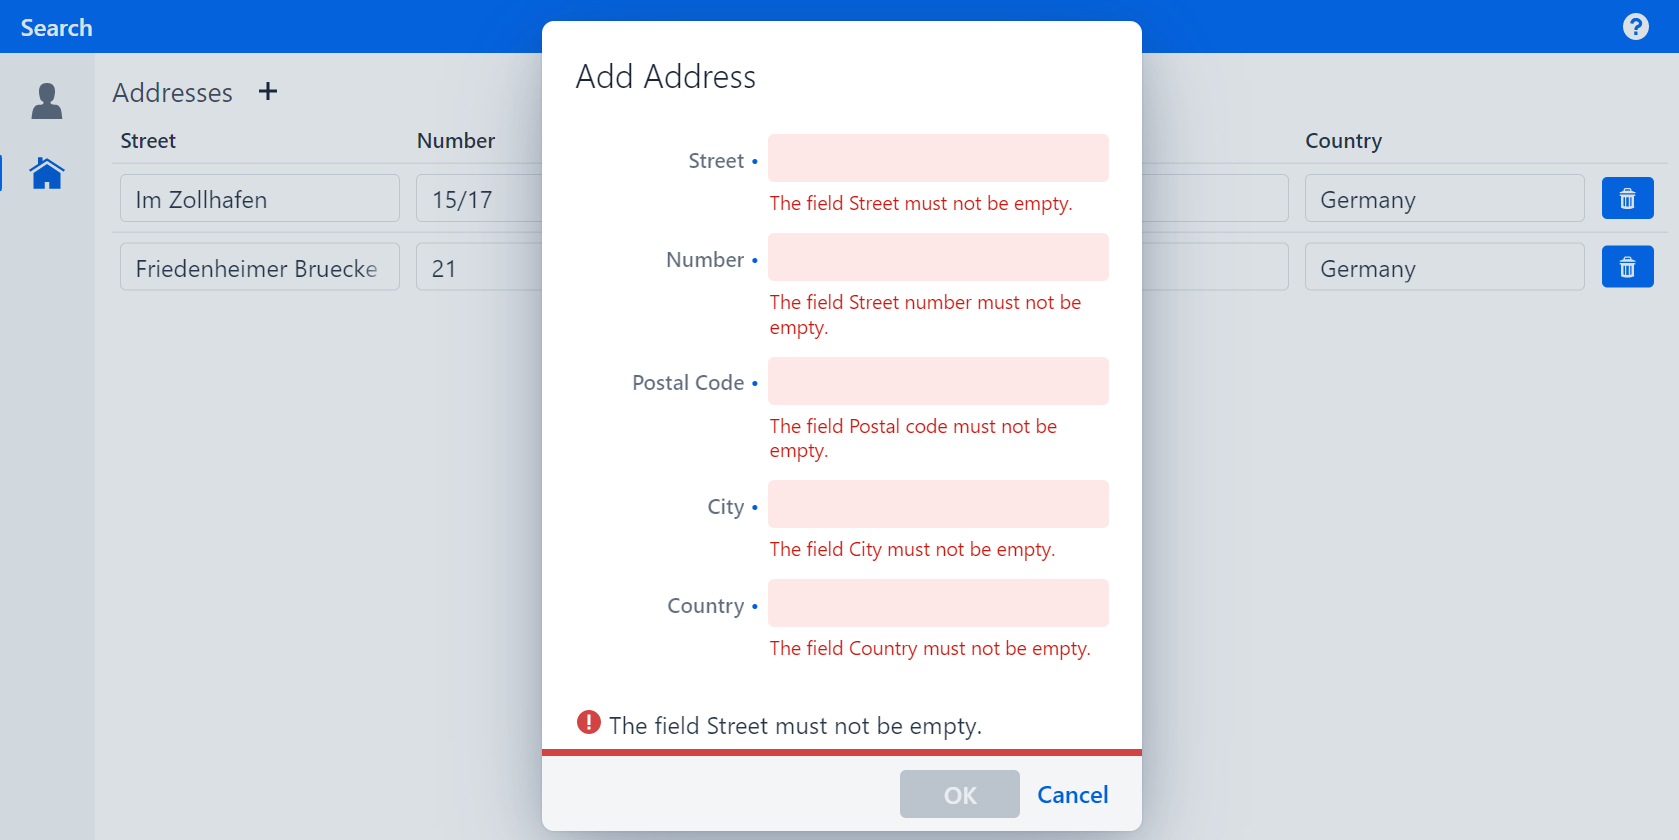 Search
?
Addresses +
Street Number Country
Im Zollhafen 15/17 Germany
Friedenheimer Bruecke 21 Germany
Add Address
Street •
The field Street must not be empty.
Number •
The field Street number must not be
empty.
Postal Code •
The field Postal code must not be
empty.
City •
The field City must not be empty.
Country •
The field Country must not be empty.
! The field Street must not be empty.
OK Cancel